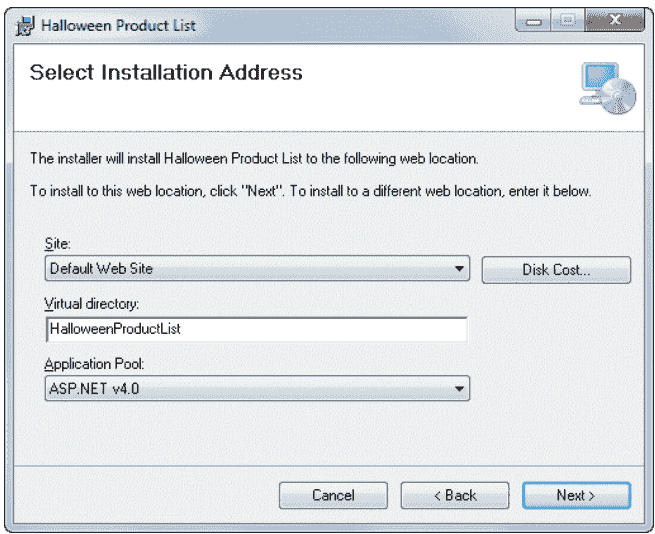 Halloween Product List
Select Installation Address
The installer will install Halloween Product List to the following web location.
To install to this web location, click "Next". To install to a different web location, enter it below.
Site:
Default Web Site
Disk Cost...
Virtual directory:
HalloweenProductList
Application Pool:
ASP.NET v4.0
Cancel
< Back
Next >